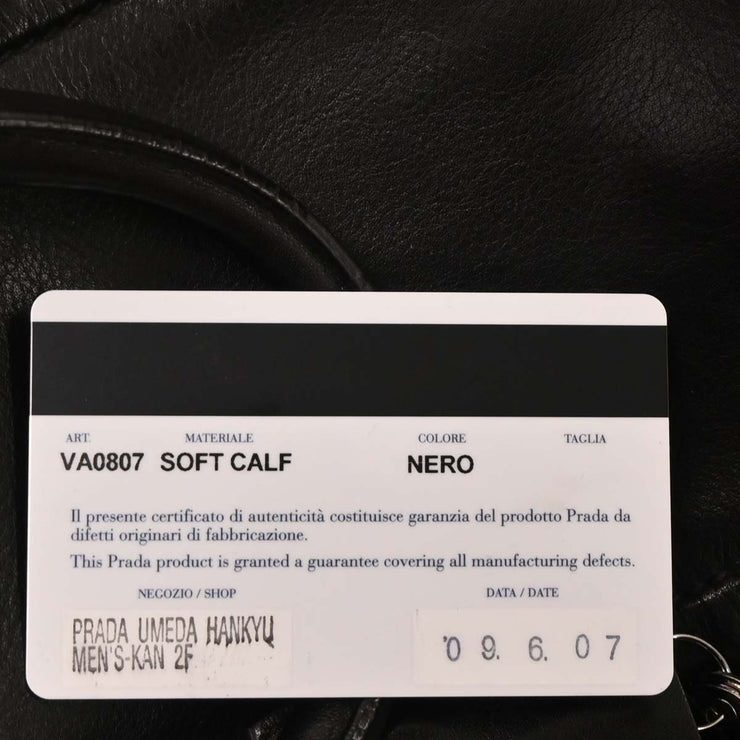 ART. MATERIALE COLORE TAGLIA
VA0807 SOFT CALF NERO
Il presente certificato di autenticità costituisce garanzia del prodotto Prada da
difetti originari di fabbricazione.
This Prada product is granted a guarantee covering all manufacturing defects.
NEGOZIO / SHOP DATA / DATE
PRADA UMEDA HANKYU
MEN'S-KAN 2F
'09. 6. 07